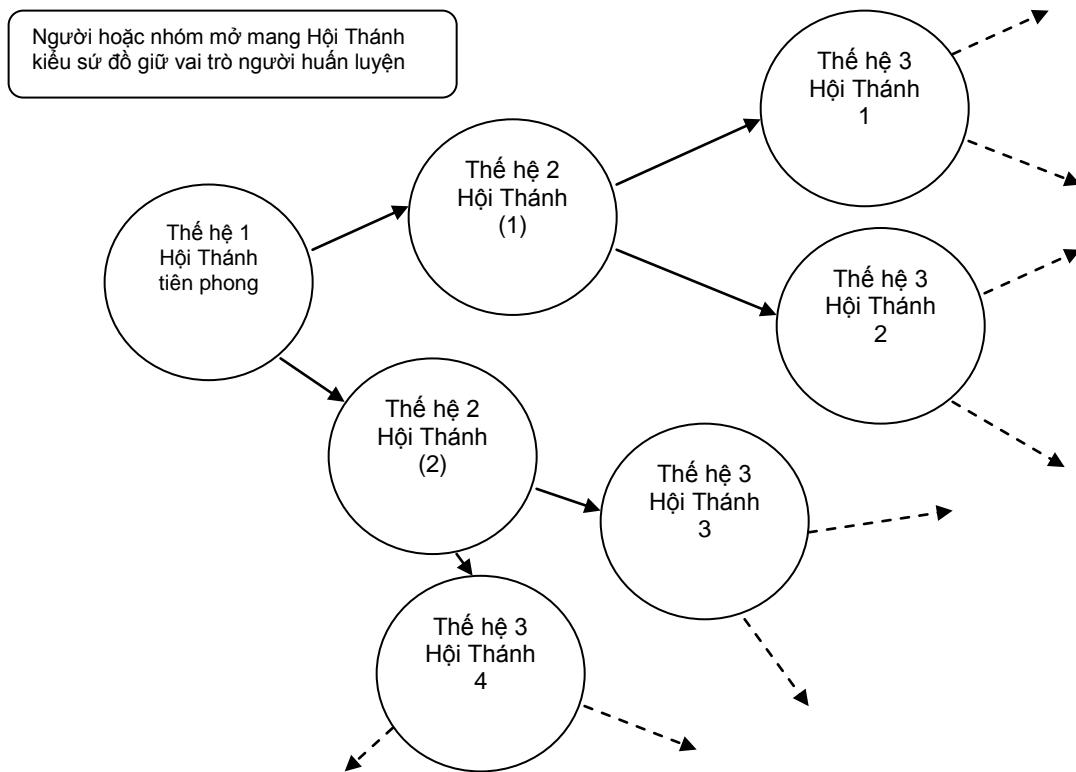 Người hoặc nhóm mở mang Hội Thánh
kiểu sứ đồ giữ vai trò người huấn luyện
Thế hệ 3
Hội Thánh
1
Thế hệ 2
Hội Thánh
(1)
Thế hệ 1
Hội Thánh
tiên phong
Thế hệ 3
Hội Thánh
2
Thế hệ 2
Hội Thánh
(2)
Thế hệ 3
Hội Thánh
3
Thế hệ 3
Hội Thánh
4